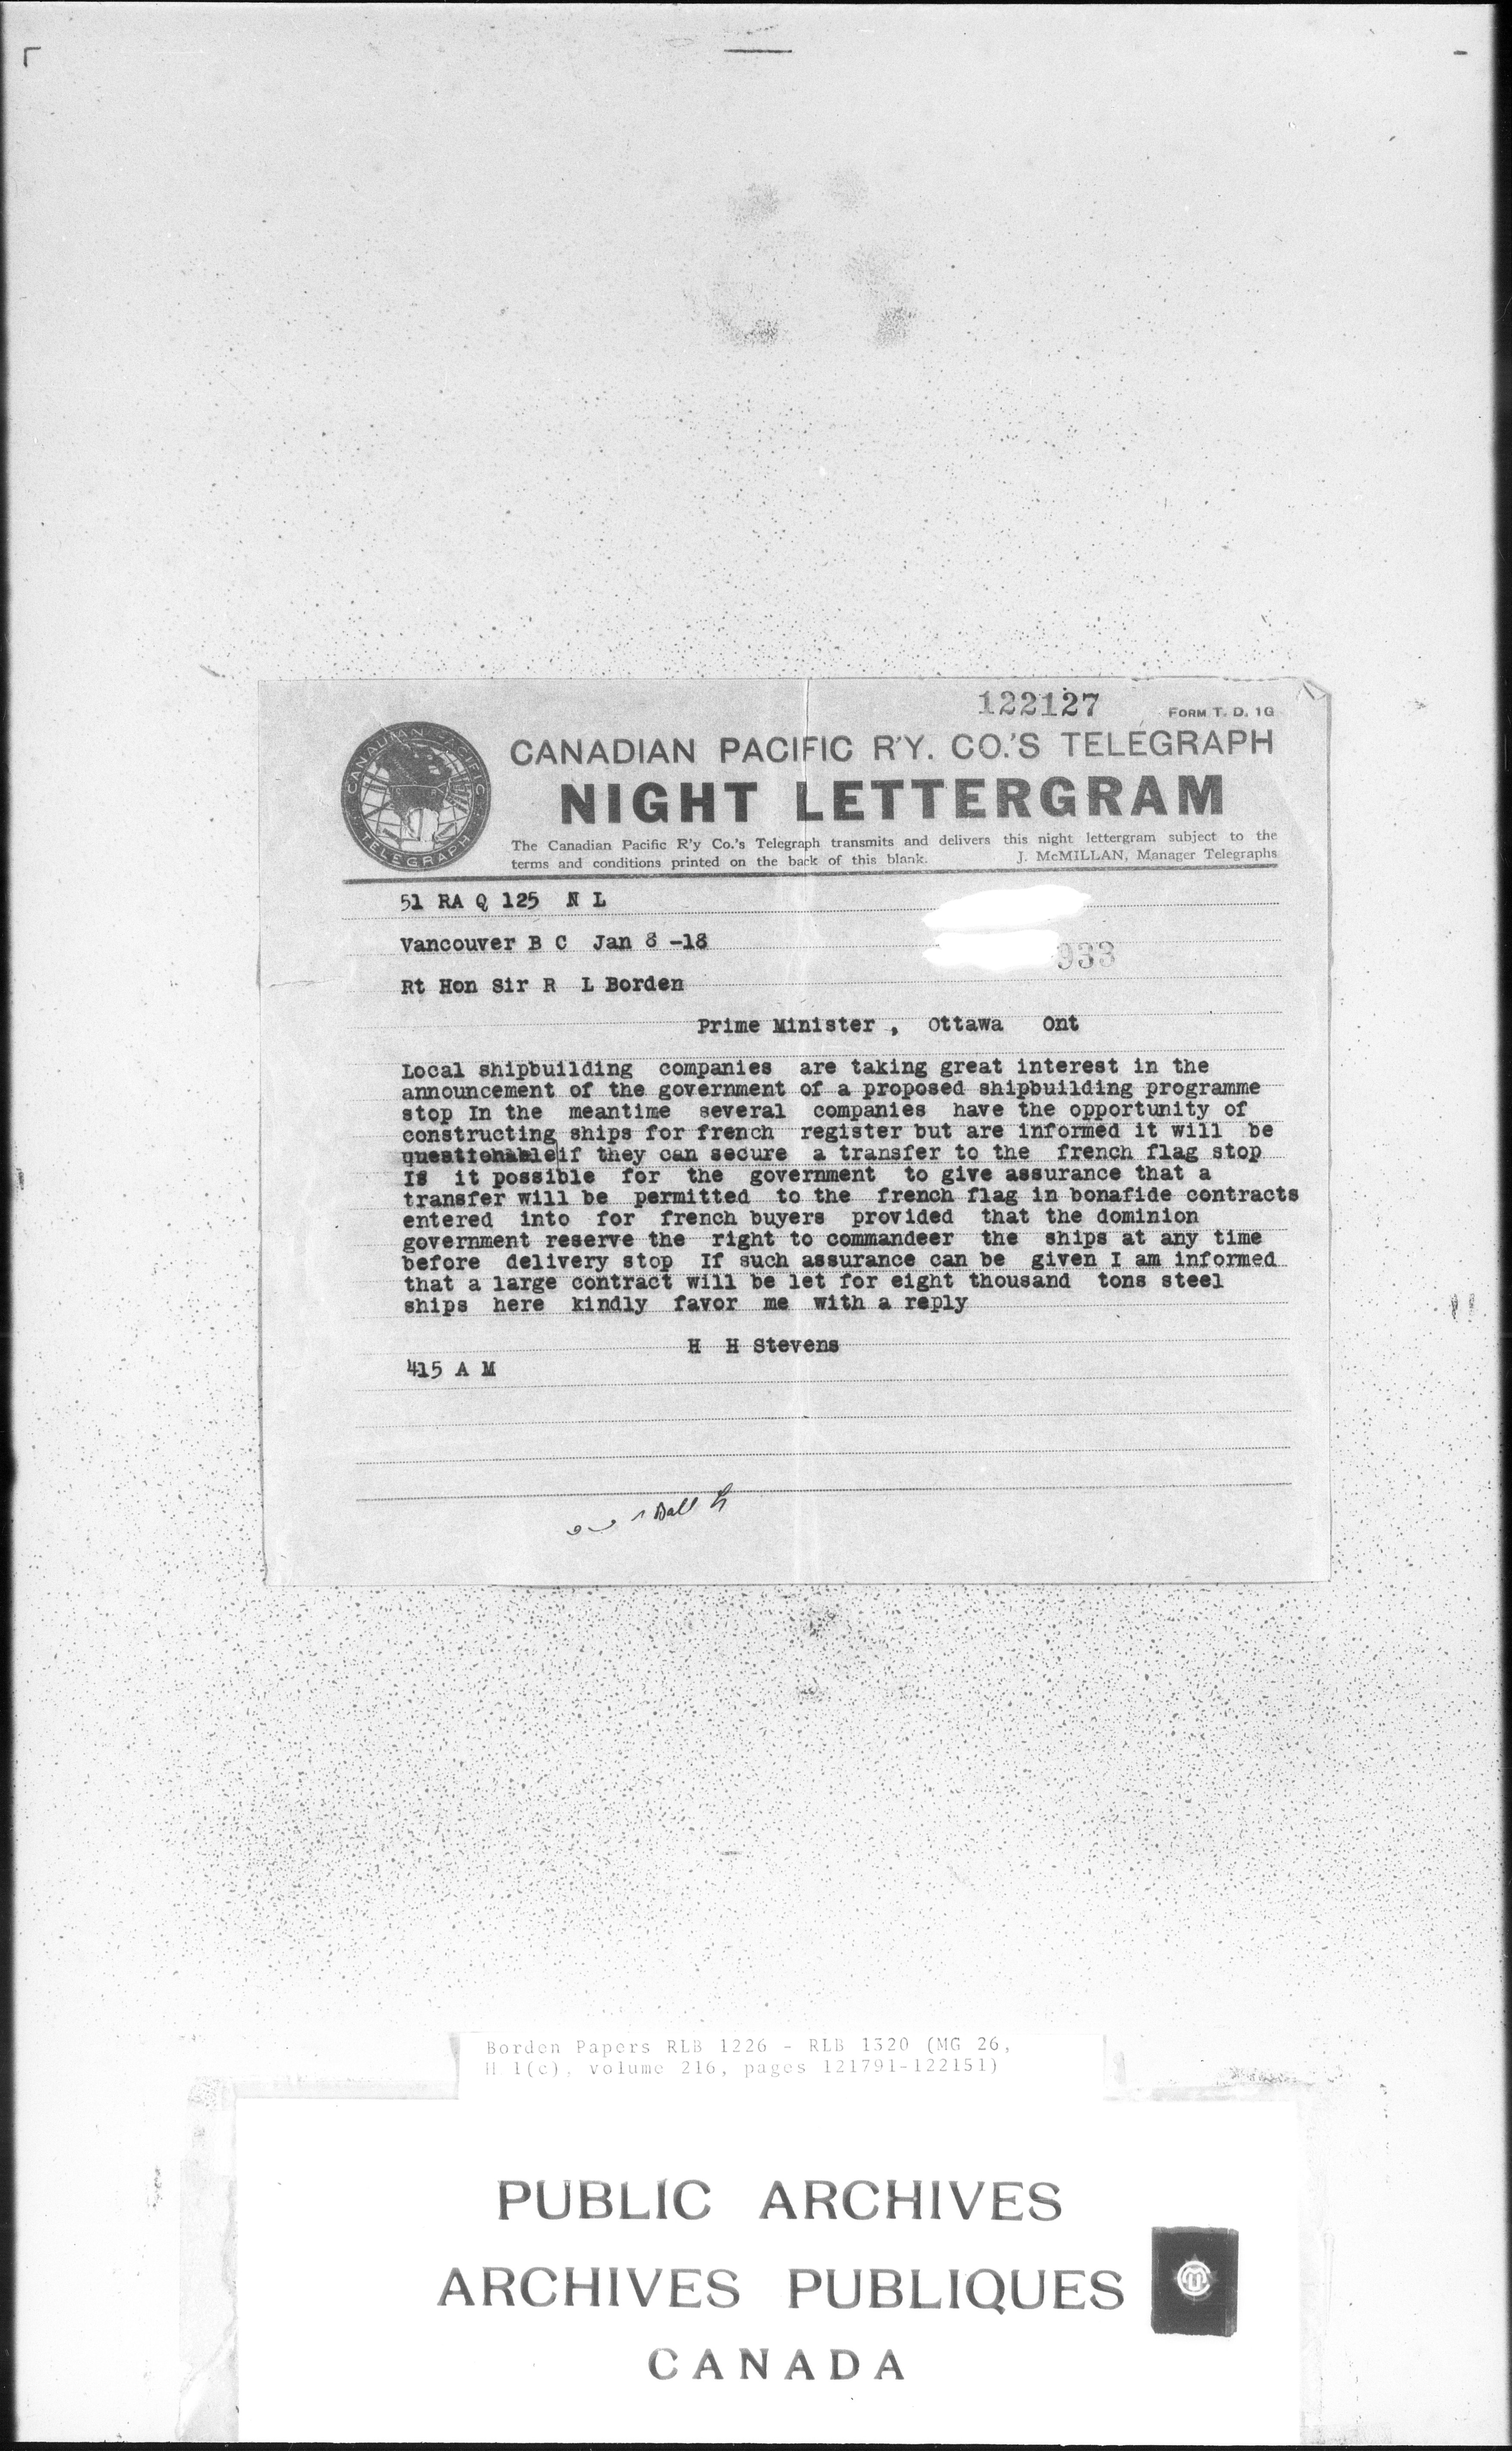 122127
FORM T. D. 1G
CANADIAN PACIFIC
TELEGRAPH
CANADIAN PACIFIC R'Y. CO.'S TELEGRAPH
NIGHT LETTERGRAM
The Canadian Pacific R'y Co.'s Telegraph transmits and delivers this night lettergram subject to the
terms and conditions printed on the back of this blank. J. McMILLAN, Manager Telegraphs
51 RA Q 125 N L
Vancouver B C Jan 8 -18
933
Rt Hon Sir R L Borden
Prime Minister , Ottawa Ont
Local shipbuilding companies are taking great interest in the
announcement of the government of a proposed shipbuilding programme
stop In the meantime several companies have the opportunity of
constructing ships for french register but are informed it will be
questionable if they can secure a transfer to the french flag stop
Is it possible for the government to give assurance that a
transfer will be permitted to the french flag in bonafide contracts
entered into for french buyers provided that the dominion
government reserve the right to commandeer the ships at any time
before delivery stop If such assurance can be given I am informed
that a large contract will be let for eight thousand tons steel
ships here kindly favor me with a reply
H H Stevens
415 A M
Borden Papers RLB 1226 - RLB 1320 (MG 26,
H 1(c), volume 216, pages 121791-122151)
PUBLIC ARCHIVES
ARCHIVES PUBLIQUES
CANADA